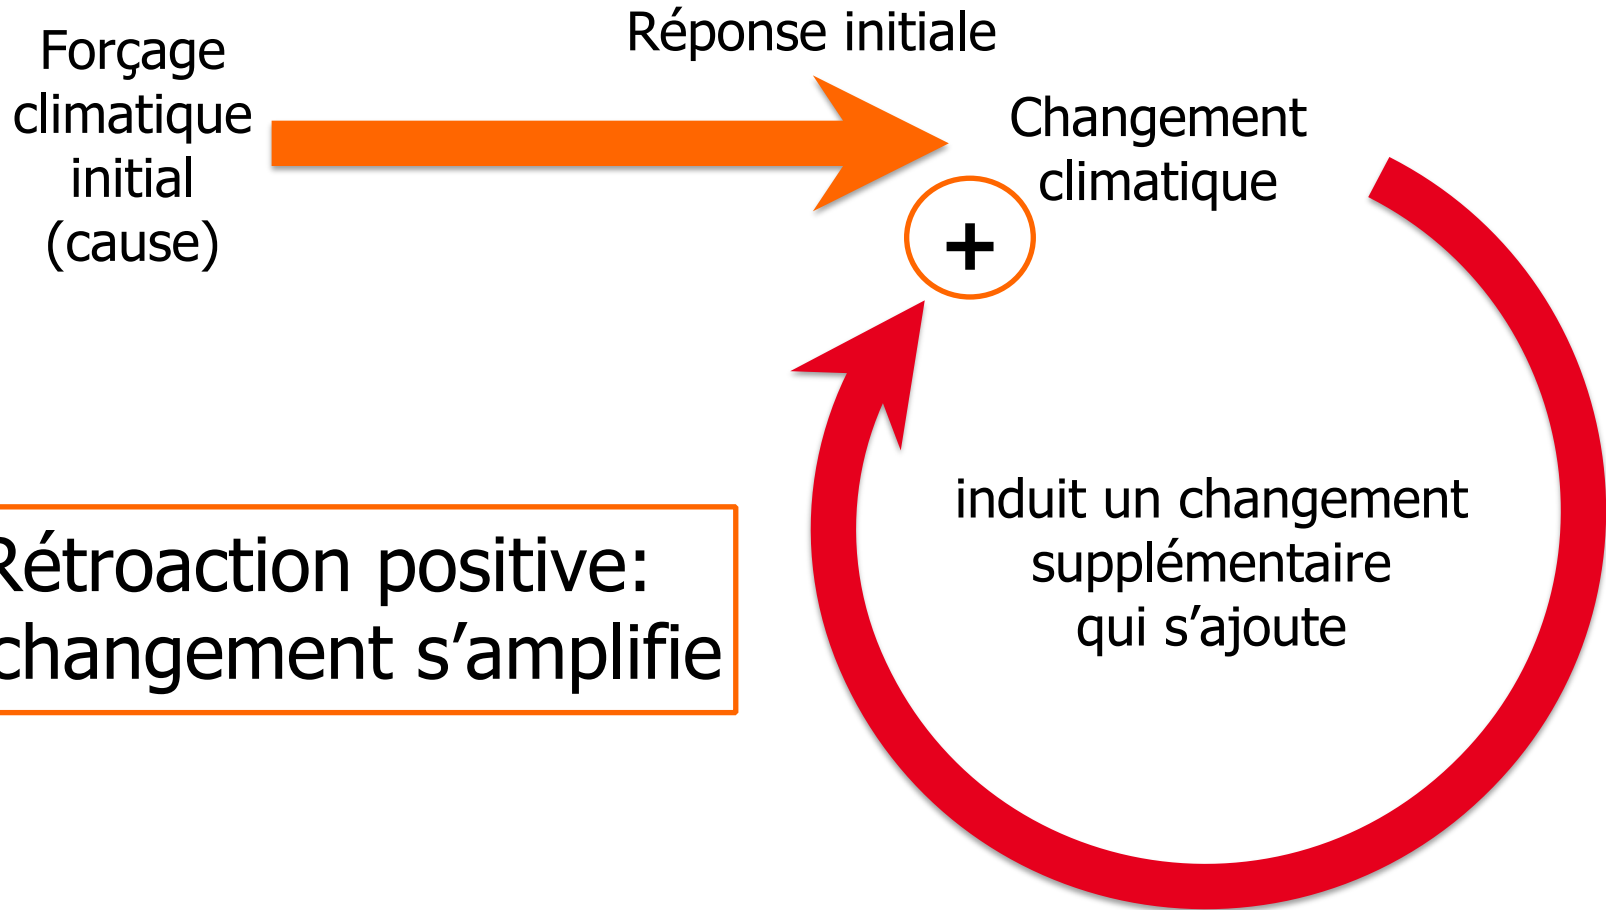 Forçage
climatique
initial
(cause)
Réponse initiale
Changement
climatique
+
induit un changement
supplémentaire
qui s’ajoute
Rétroaction positive:
changement s’amplifie